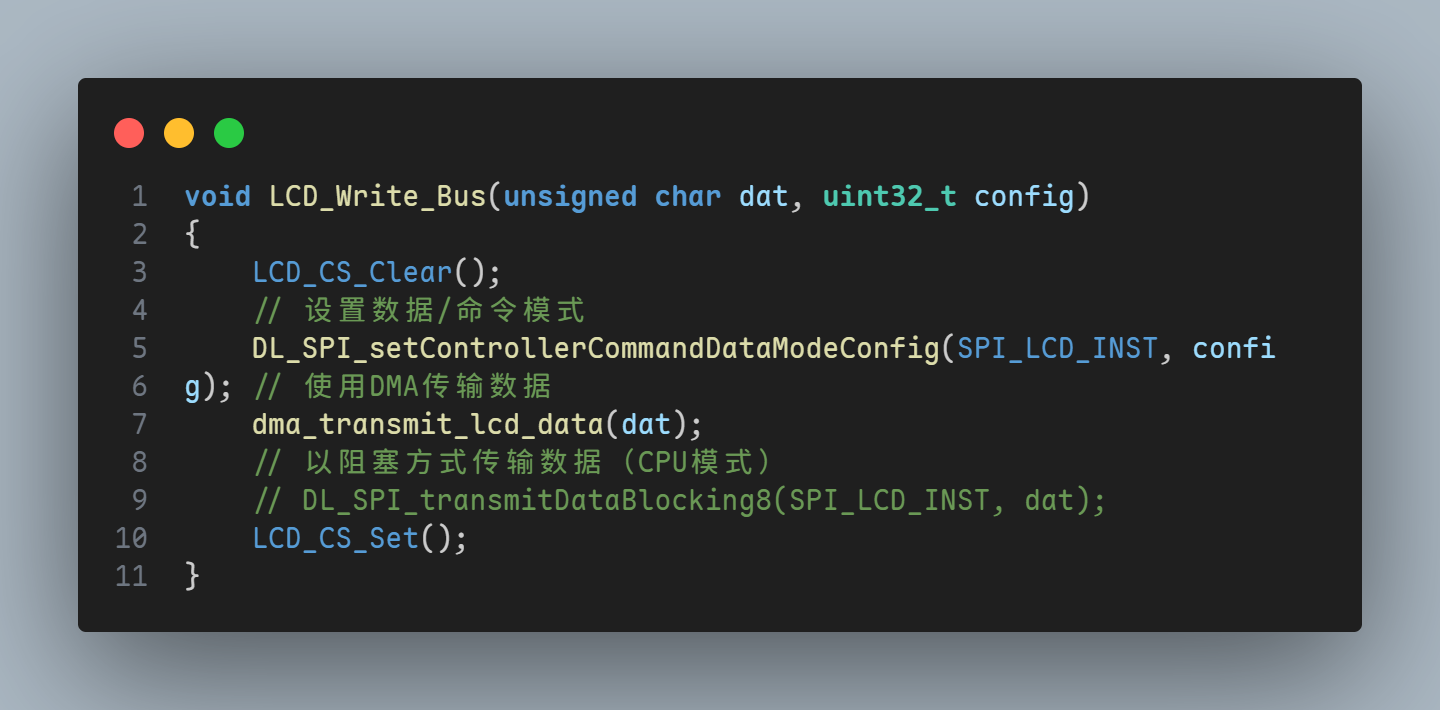 1 void LCD_Write_Bus(unsigned char dat, uint32_t config)
2 {
3     LCD_CS_Clear();
4     // 设置数据/命令模式
5     DL_SPI_setControllerCommandDataModeConfig(SPI_LCD_INST, confi
6 g); // 使用DMA传输数据
7     dma_transmit_lcd_data(dat);
8     // 以阻塞方式传输数据（CPU模式）
9     // DL_SPI_transmitDataBlocking8(SPI_LCD_INST, dat);
10     LCD_CS_Set();
11 }